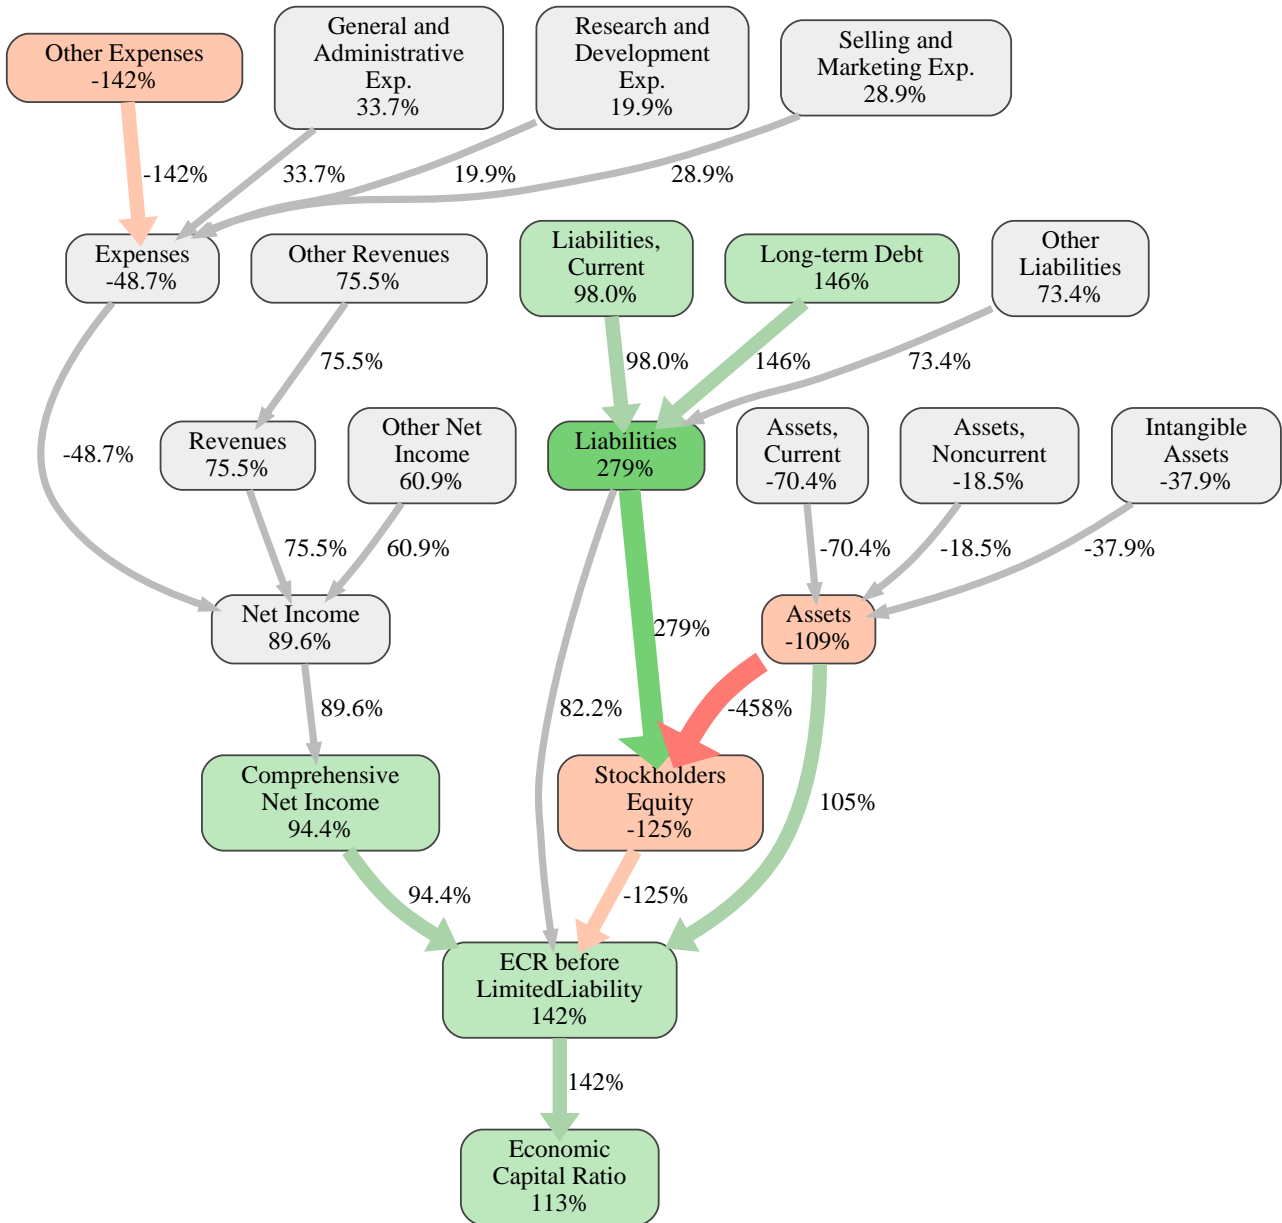 Other Expenses
-142%
General and
Administrative
Exp.
33.7%
Research and
Development
Exp.
19.9%
Selling and
Marketing Exp.
28.9%
-142%
33.7%
19.9%
28.9%
Expenses
-48.7%
Other Revenues
75.5%
Liabilities,
Current
98.0%
Long-term Debt
146%
Other
Liabilities
73.4%
75.5%
98.0%
146%
73.4%
-48.7%
Revenues
75.5%
Other Net
Income
60.9%
Liabilities
279%
Assets,
Current
-70.4%
Assets,
Noncurrent
-18.5%
Intangible
Assets
-37.9%
75.5%
60.9%
-70.4%
-18.5%
-37.9%
Net Income
89.6%
279%
Assets
-109%
89.6%
82.2%
-458%
105%
Comprehensive
Net Income
94.4%
Stockholders
Equity
-125%
94.4%
-125%
ECR before
LimitedLiability
142%
142%
Economic
Capital Ratio
113%